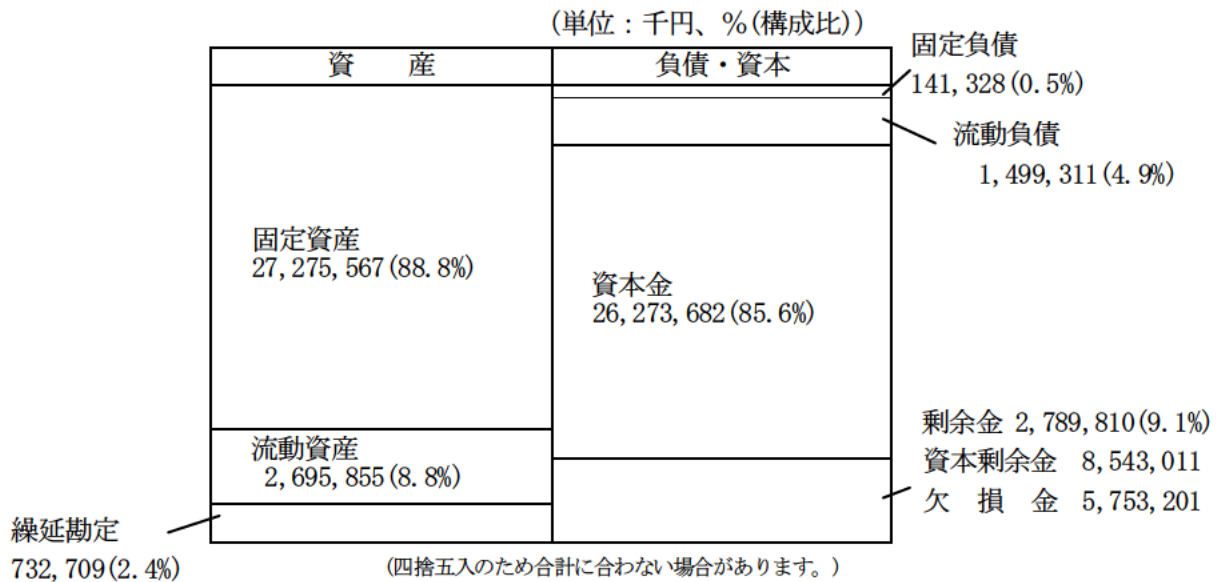 (単位：千円、%(構成比))
資　産
負債・資本
固定負債
141,328(0.5%)
流動負債
1,499,311(4.9%)
固定資産
27,275,567(88.8%)
資本金
26,273,682(85.6%)
流動資産
2,695,855(8.8%)
剰余金 2,789,810(9.1%)
資本剰余金 8,543,011
欠 損 金 5,753,201
繰延勘定
732,709(2.4%)
(四捨五入のため合計に合わない場合があります。)